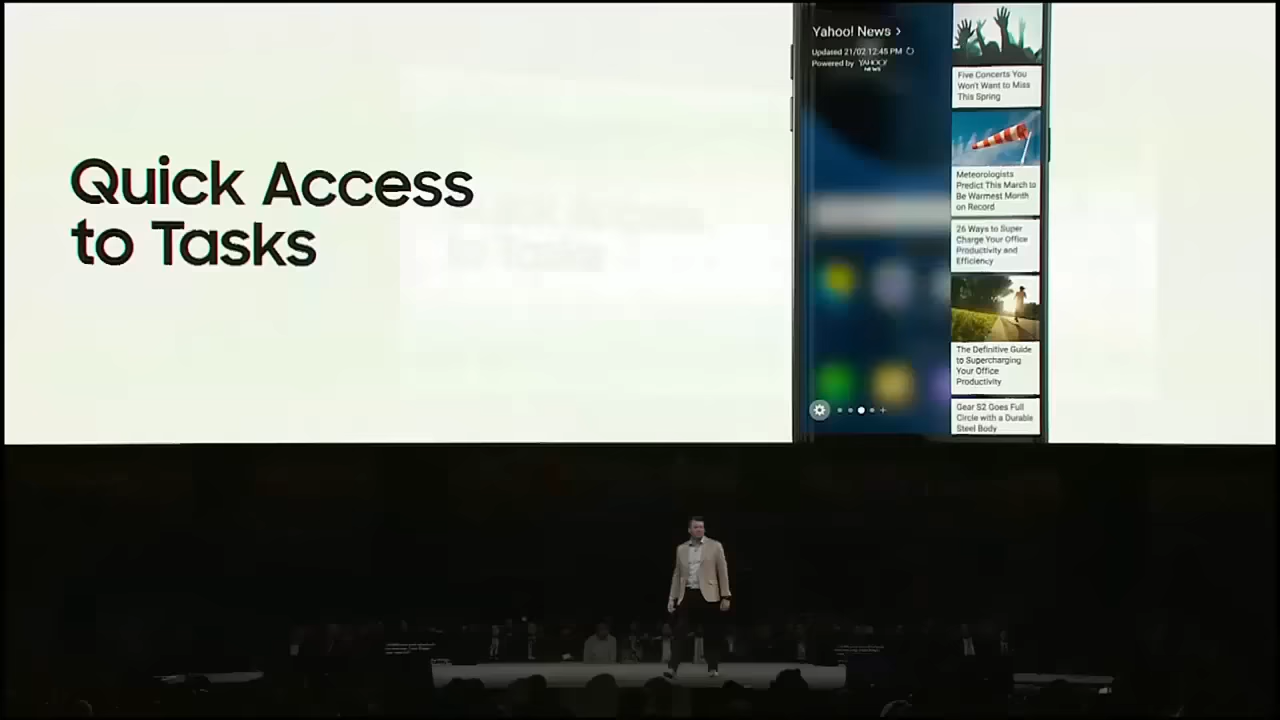 Quick Access
to Tasks
Yahoo! News >
Updated 21/02 12:45 PM
Powered by YAHOO! NEWS
Five Concerts You
Won't Want to Miss
This Spring
Meteorologists
Predict This March to
Be Warmest Month
on Record
26 Ways to Super
Charge Your Office
Productivity and
Efficiency
The Definitive Guide
to Supercharging
Your Office
Productivity
Gear S2 Goes Full
Circle with a Durable
Steel Body